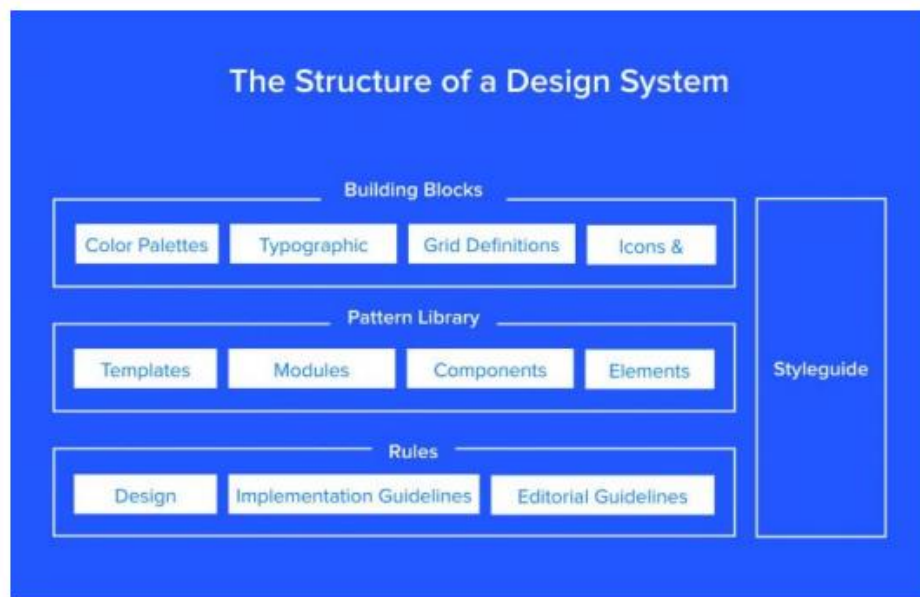 The Structure of a Design System
Building Blocks
Color Palettes
Typographic
Grid Definitions
Icons &
Pattern Library
Templates
Modules
Components
Elements
Styleguide
Rules
Design
Implementation Guidelines
Editorial Guidelines